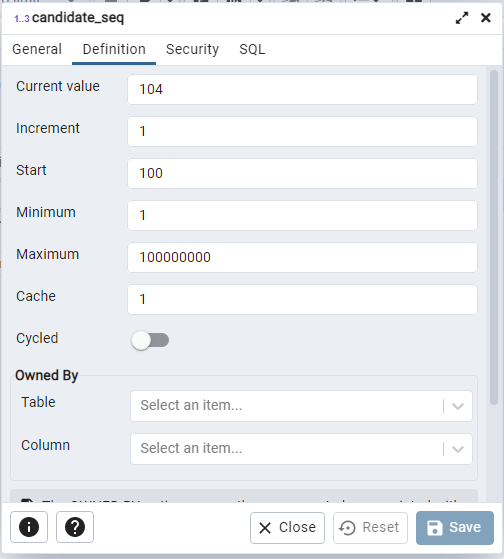 1..3 candidate_seq
General Definition Security SQL
Current value 104
Increment 1
Start 100
Minimum 1
Maximum 100000000
Cache 1
Cycled
Owned By
Table Select an item...
Column Select an item...
Close Reset Save